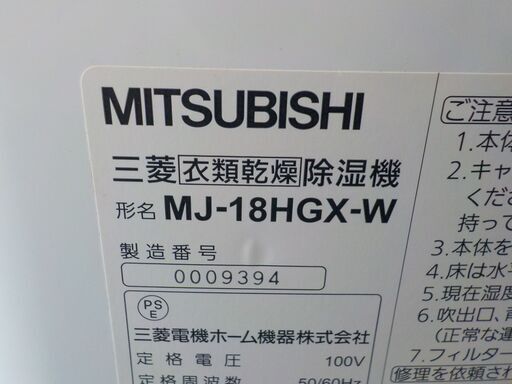 MITSUBISHI
三菱衣類乾燥除湿機
形名 MJ-18HGX-W
製造番号
0009394
PS
E
三菱電機ホーム機器株式会社
定格電圧 100V
定格周波数 50/60Hz
ご注意
1.本体
2.キャ
くださ
持って
3.本体を
4.床は水平
5.現在湿度
6.吹出口、
(正常な運
7.フィルター
修理を依頼され